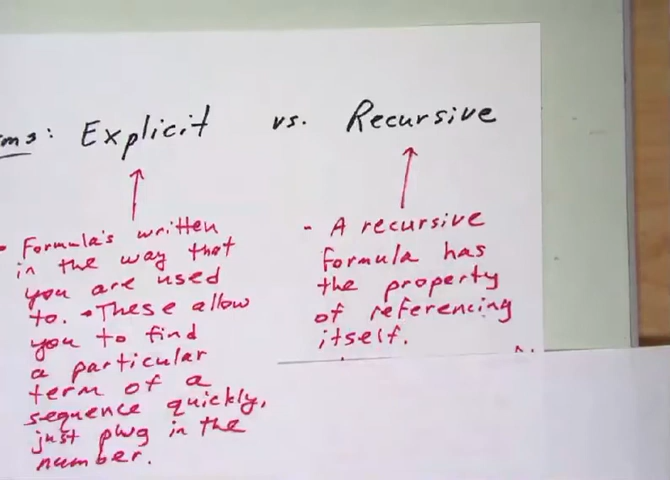 ms: Explicit vs. Recursive
- Formula's written
in the way that
you are used
to. • These allow
you to find
a particular
term of a
sequence quickly,
just plug in the
number.
- A recursive
formula has
the property
of referencing
itself.